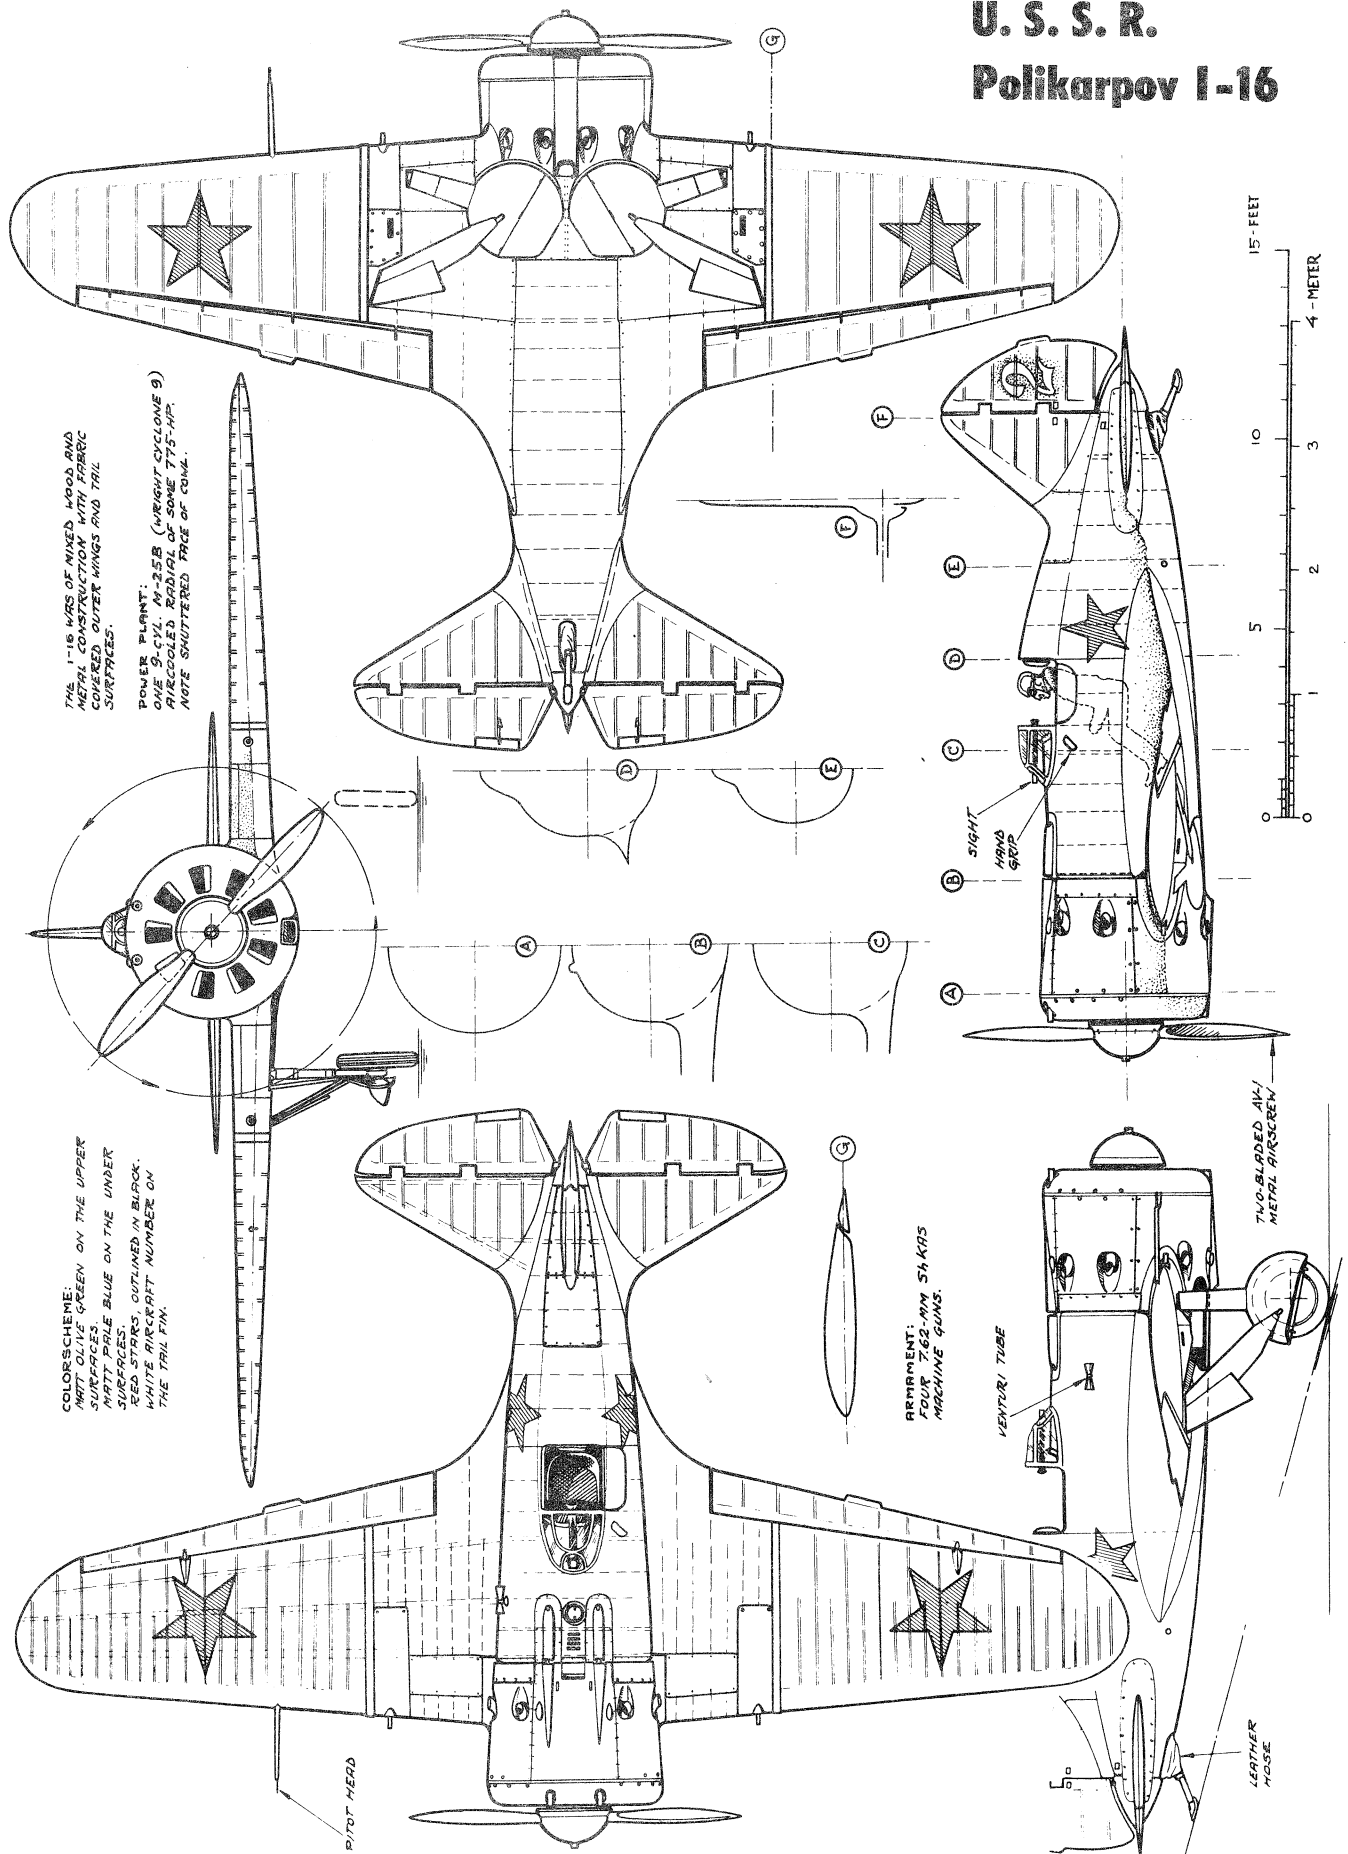 U. S. S. R.
Polikarpov I-16
THE I-16 WAS OF MIXED WOOD AND
METAL CONSTRUCTION WITH FABRIC
COVERED OUTER WINGS AND TAIL
SURFACES.
POWER PLANT:
ONE 9-CYL. M-25B (WRIGHT CYCLONE 9)
AIRCOOLED RADIAL OF SOME 775-HP.
NOTE SHUTTERED FACE OF COWL.
COLORSCHEME:
MATT OLIVE GREEN ON THE UPPER
SURFACES.
MATT PALE BLUE ON THE UNDER
SURFACES.
RED STARS, OUTLINED IN BLACK.
WHITE AIRCRAFT NUMBER ON
THE TAIL FIN.
ARMAMENT:
FOUR 7.62-MM ShKAS
MACHINE GUNS.
PITOT HEAD
VENTURI TUBE
SIGHT
HAND
GRIP
TWO-BLADED AV-1
METAL AIRSCREW
LEATHER
HOSE
0 5 10 15-FEET
0 1 2 3 4-METER
G
F
F
E
D
C
B
A
D
E
A
B
C
G
2